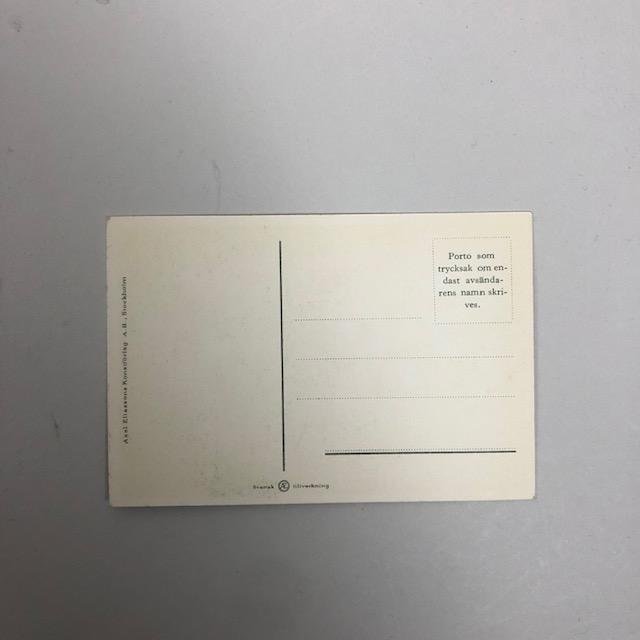 Porto som
trycksak om en-
dast avsända-
rens namn skri-
ves.
Axel Eliassons Konstförlag A.B., Stockholm
Svensk Æ tillverkning